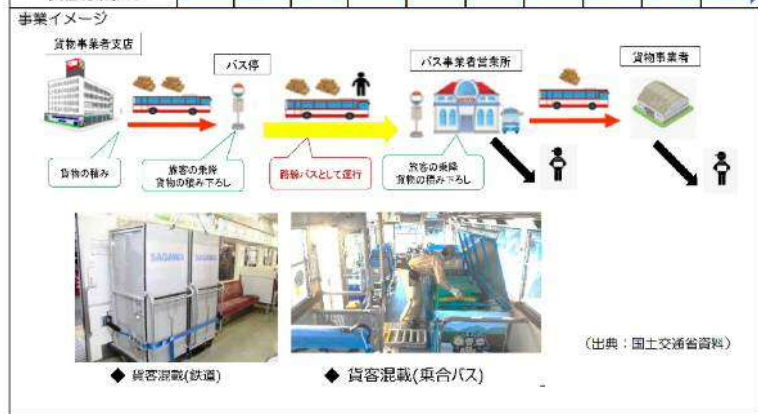 事業イメージ
貨物事業者支店
バス停
バス事業者営業所
貨物事業者
貨物の積み
旅客の乗降
貨物の積み下ろし
路線バスとして運行
旅客の乗降
貨物の積み下ろし
SAGAWA
SAGAWA
(出典:国土交通省資料)
◆ 貨客混載(鉄道)
◆ 貨客混載(乗合バス)